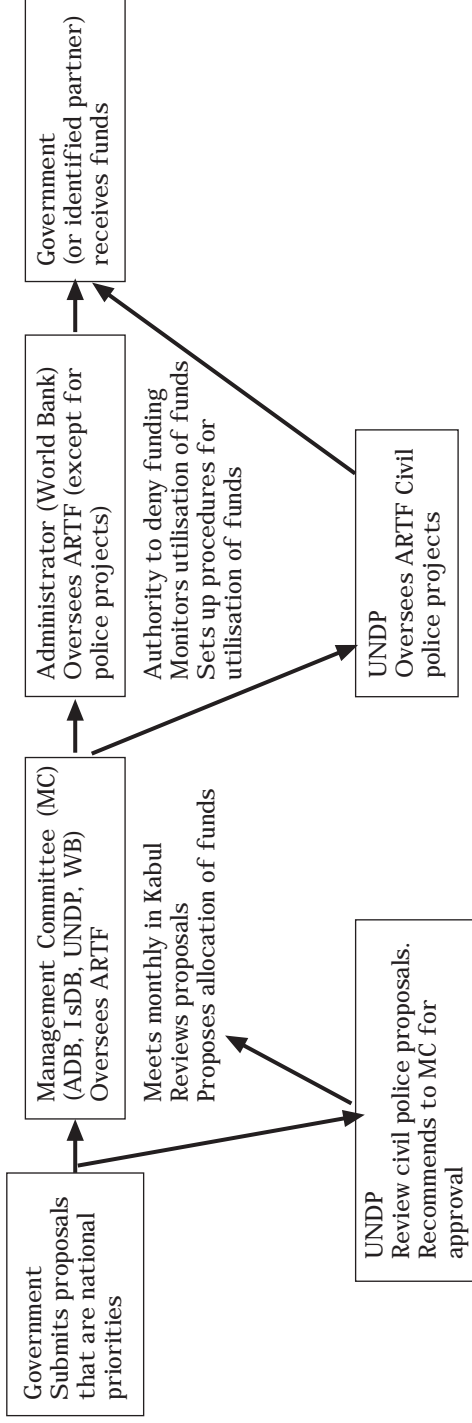 Government
Submits proposals
that are national
priorities
Management Committee (MC)
(ADB, IsDB, UNDP, WB)
Oversees ARTF
Meets monthly in Kabul
Reviews proposals
Proposes allocation of funds
UNDP
Review civil police proposals.
Recommends to MC for
approval
Administrator (World Bank)
Oversees ARTF (except for
police projects)
Authority to deny funding
Monitors utilisation of funds
Sets up procedures for
utilisation of funds
UNDP
Oversees ARTF Civil
police projects
Government
(or identified partner)
receives funds